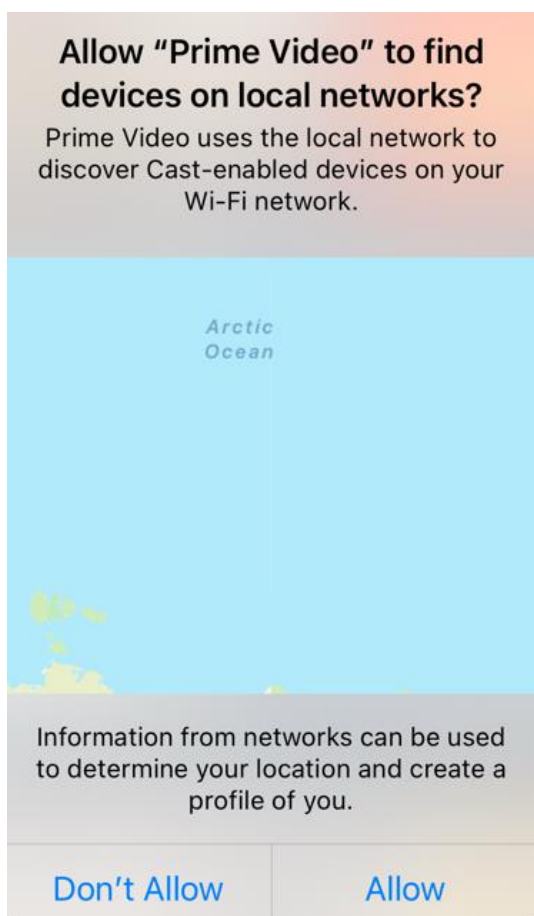 Allow “Prime Video” to find
devices on local networks?
Prime Video uses the local network to
discover Cast-enabled devices on your
Wi-Fi network.
Arctic
Ocean
Information from networks can be used
to determine your location and create a
profile of you.
Don’t Allow
Allow